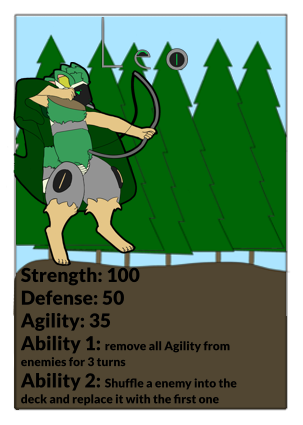 Leo
Strength: 100
Defense: 50
Agility: 35
Ability 1: remove all Agility from
enemies for 3 turns
Ability 2: Shuffle a enemy into the
deck and replace it with the first one